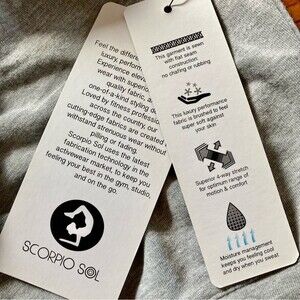 Feel the differen
luxury perform
Experience elev
wear with super
quality fabric, a
one-of-a-kind styling d
Loved by fitness professio
across the country, our
cutting-edge fabrics are created
withstand strenuous wear withou
pilling or fading.
Scorpio Sol uses the latest
fabrication technology in the
activewear market, to keep you
feeling your best in the gym, studio,
and on the go.
SCORPIO SOL
This garment is sewn
with flat seam
construction
no chafing or rubbing
This luxury performance
fabric is brushed to feel
super soft against
your skin
Superior 4-way stretch
for optimum range of
motion & comfort
Moisture management
keeps you feeling cool
and dry when you sweat